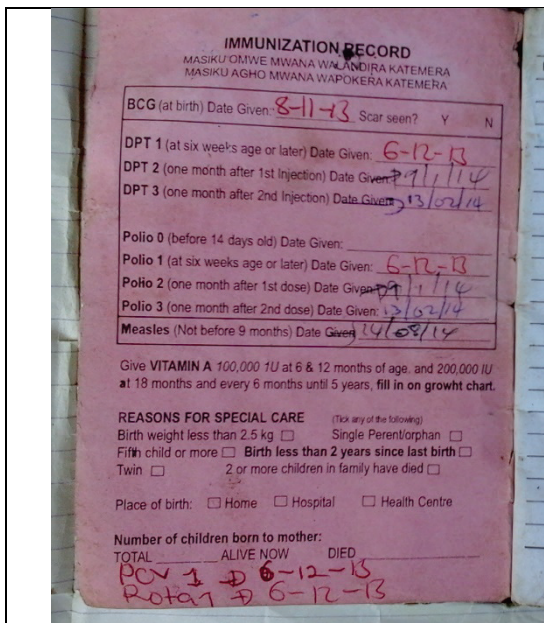 IMMUNIZATION RECORD
MASIKU OMWE MWANA WALANDIRA KATEMERA
MASIKU AGHO MWANA WAPOKERA KATEMERA
BCG (at birth) Date Given: 8-11-13 Scar seen? Y N
DPT 1 (at six weeks age or later) Date Given: 6-12-13
DPT 2 (one month after 1st Injection) Date Given: 9/1/14
DPT 3 (one month after 2nd Injection) Date Given: 13/02/14
Polio 0 (before 14 days old) Date Given:
Polio 1 (at six weeks age or later) Date Given: 6-12-13
Polio 2 (one month after 1st dose) Date Given: 9/1/14
Polio 3 (one month after 2nd dose) Date Given: 13/02/14
Measles (Not before 9 months) Date Given 14/08/14
Give VITAMIN A 100,000 1U at 6 & 12 months of age, and 200,000 IU
at 18 months and every 6 months until 5 years, fill in on growht chart.
REASONS FOR SPECIAL CARE (Tick any of the following)
Birth weight less than 2.5 kg Single Perent/orphan
Fifth child or more Birth less than 2 years since last birth
Twin 2 or more children in family have died
Place of birth: Home Hospital Health Centre
Number of children born to mother:
TOTAL ALIVE NOW DIED
PCV 1 6-12-13
Rota 1 6-12-13